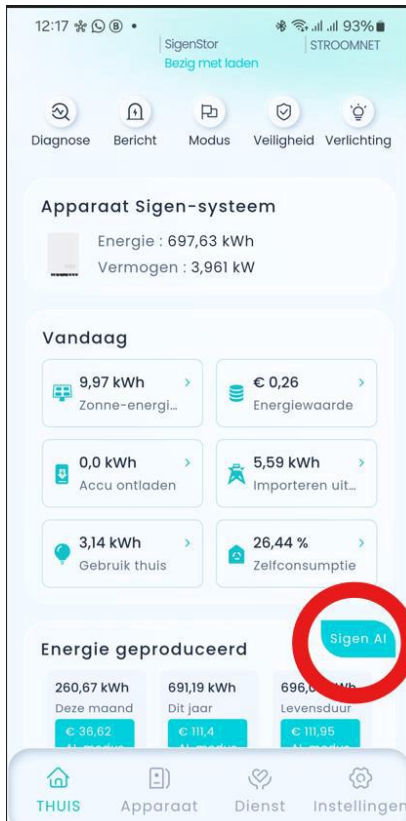 12:17 93%
SigenStor STROOMNET
Bezig met laden
Diagnose Bericht Modus Veiligheid Verlichting
Apparaat Sigen-systeem
Energie : 697,63 kWh
Vermogen : 3,961 kW
Vandaag
9,97 kWh € 0,26
Zonne-energi... Energiewaarde
0,0 kWh 5,59 kWh
Accu ontladen Importeren uit...
3,14 kWh 26,44 %
Gebruik thuis Zelfconsumptie
Sigen AI
Energie geproduceerd
260,67 kWh 691,19 kWh kWh
Deze maand Dit jaar Levensduur
€ 36,62 € 111,4 € 111,95
AI-modus AI-modus AI-modus
THUIS Apparaat Dienst Instellingen